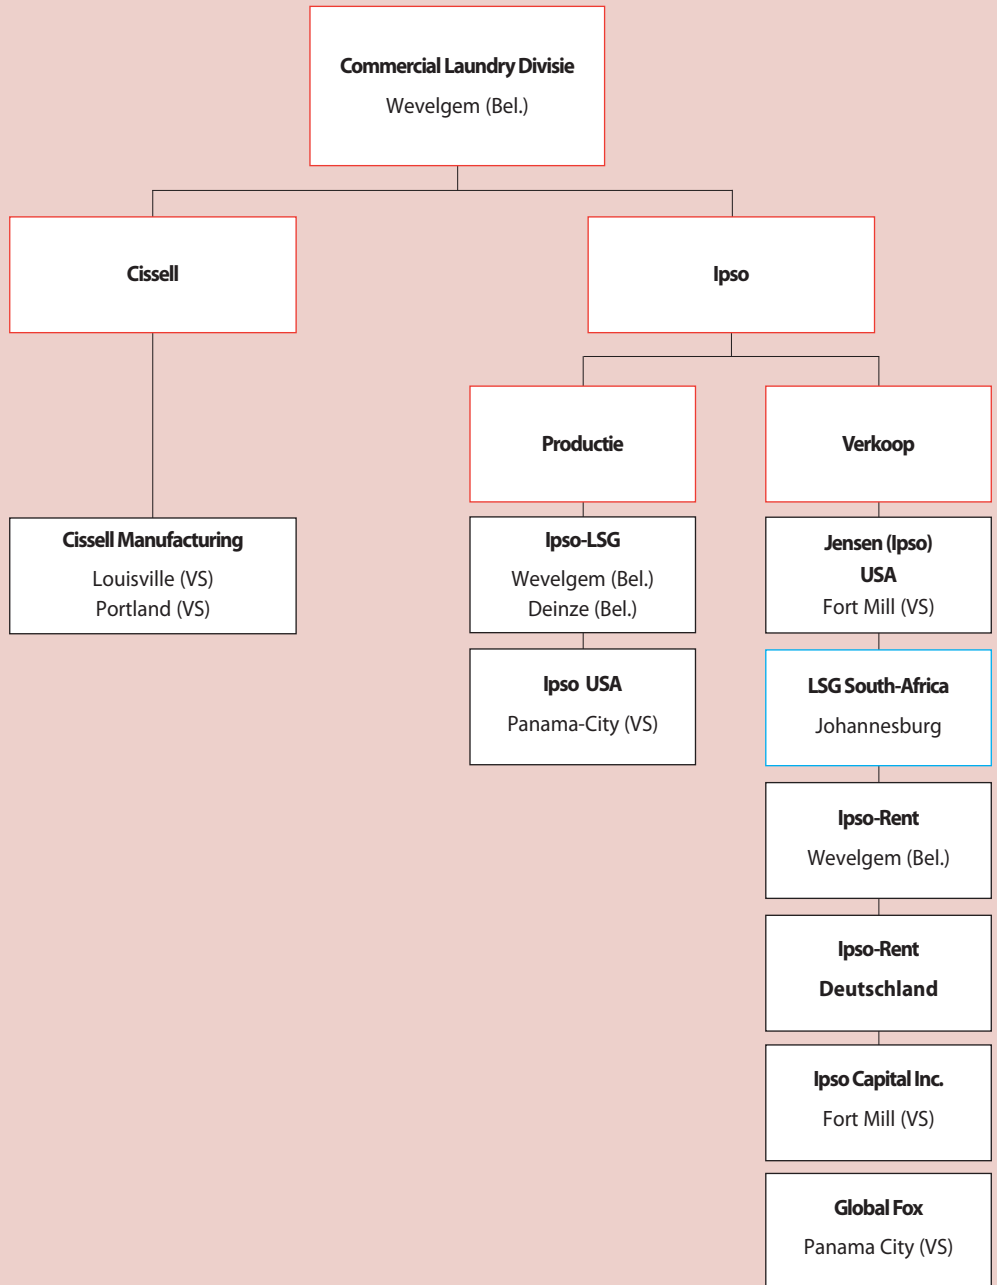 Commercial Laundry Divisie
Wevelgem (Bel.)
Cissell
Ipso
Productie
Verkoop
Cissell Manufacturing
Louisville (VS)
Portland (VS)
Ipso-LSG
Wevelgem (Bel.)
Deinze (Bel.)
Ipso USA
Panama-City (VS)
Jensen (Ipso)
USA
Fort Mill (VS)
LSG South-Africa
Johannesburg
Ipso-Rent
Wevelgem (Bel.)
Ipso-Rent
Deutschland
Ipso Capital Inc.
Fort Mill (VS)
Global Fox
Panama City (VS)